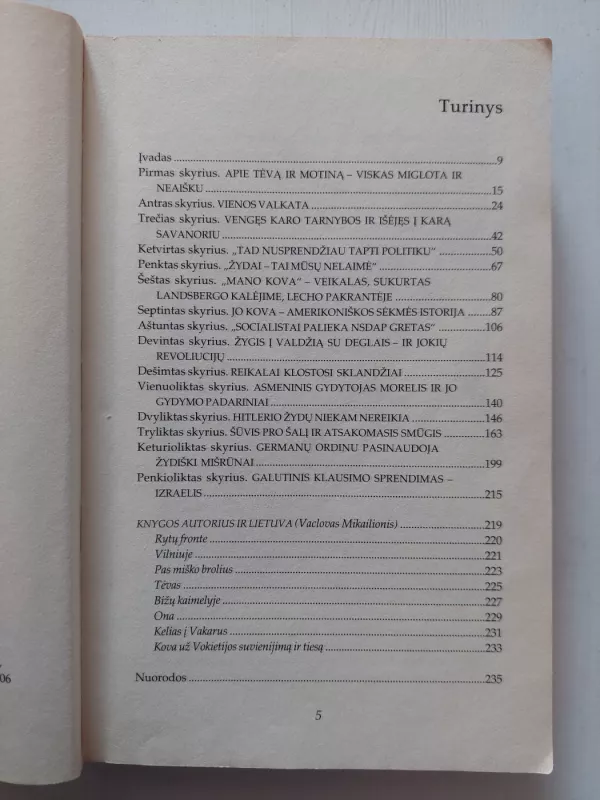 Turinys
Įvadas 9
Pirmas skyrius. APIE TĖVĄ IR MOTINĄ – VISKAS MIGLOTA IR
NEAIŠKU 15
Antras skyrius. VIENOS VALKATA 24
Trečias skyrius. VENGĘS KARO TARNYBOS IR IŠĖJĘS Į KARĄ
SAVANORIU 42
Ketvirtas skyrius. „TAD NUSPRENDŽIAU TAPTI POLITIKU“ 50
Penktas skyrius. „ŽYDAI – TAI MŪSŲ NELAIMĖ“ 67
Šeštas skyrius. „MANO KOVA“ – VEIKALAS, SUKURTAS
LANDSBERGO KALĖJIME, LECHO PAKRANTĖJE 80
Septintas skyrius. JO KOVA – AMERIKONIŠKOS SĖKMĖS ISTORIJA 87
Aštuntas skyrius. „SOCIALISTAI PALIEKA NSDAP GRETAS“ 106
Devintas skyrius. ŽYGIS Į VALDŽIĄ SU DEGLAIS – IR JOKIŲ
REVOLIUCIJŲ 114
Dešimtas skyrius. REIKALAI KLOSTOSI SKLANDŽIAI 125
Vienuoliktas skyrius. ASMENINIS GYDYTOJAS MORELIS IR JO
GYDYMO PADARINIAI 140
Dvyliktas skyrius. HITLERIO ŽYDŲ NIEKAM NEREIKIA 146
Tryliktas skyrius. ŠŪVIS PRO ŠALĮ IR ATSAKOMASIS SMŪGIS 163
Keturioliktas skyrius. GERMANŲ ORDINU PASINAUDOJA
ŽYDIŠKI MIŠRŪNAI 199
Penkioliktas skyrius. GALUTINIS KLAUSIMO SPRENDIMAS –
IZRAELIS 215
KNYGOS AUTORIUS IR LIETUVA (Vaclovas Mikailionis) 219
Rytų fronte 220
Vilniuje 221
Pas miško brolius 223
Tėvas 225
Bižų kaimelyje 227
Ona 229
Kelias į Vakarus 231
Kova už Vokietijos suvienijimą ir tiesą 233
Nuorodos 235
5
06